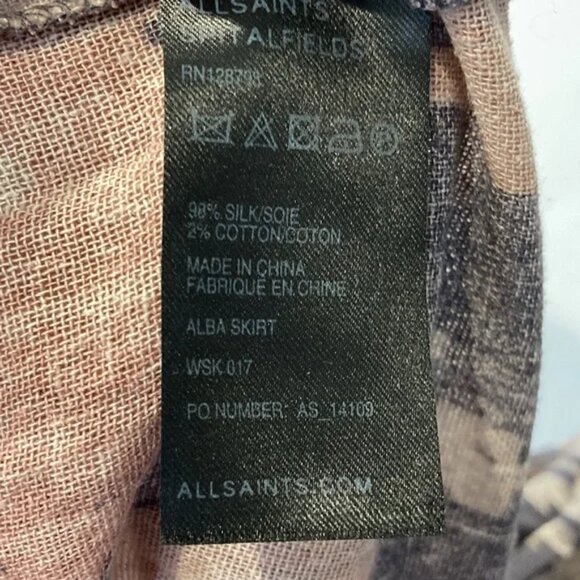 ALLSAINTS
SPITALFIELDS
98% SILK/SOIE
2% COTTON/COTON
MADE IN CHINA
FABRIQUE EN CHINE
ALBA SKIRT
WSK 017
PO NUMBER: AS_14109
ALLSAINTS.COM